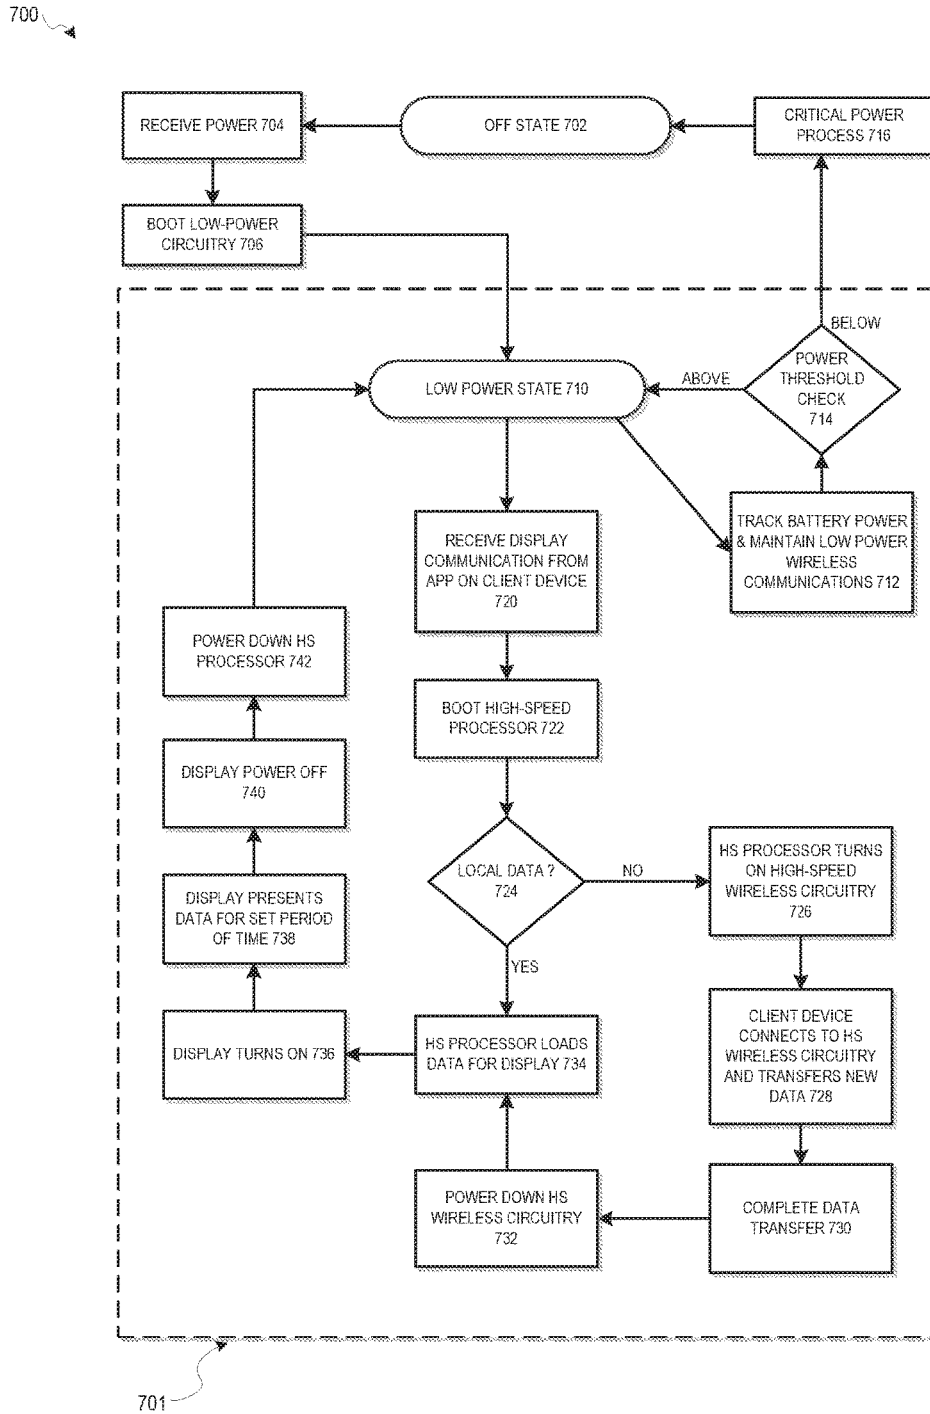 700
RECEIVE POWER 704
OFF STATE 702
CRITICAL POWER
PROCESS 716
BOOT LOW-POWER
CIRCUITRY 706
BELOW
POWER
THRESHOLD
CHECK
714
ABOVE
LOW POWER STATE 710
TRACK BATTERY POWER
& MAINTAIN LOW POWER
WIRELESS
COMMUNICATIONS 712
RECEIVE DISPLAY
COMMUNICATION FROM
APP ON CLIENT DEVICE
720
POWER DOWN HS
PROCESSOR 742
BOOT HIGH-SPEED
PROCESSOR 722
DISPLAY POWER OFF
740
LOCAL DATA ?
724
NO
HS PROCESSOR TURNS
ON HIGH-SPEED
WIRELESS CIRCUITRY
726
DISPLAY PRESENTS
DATA FOR SET PERIOD
OF TIME 738
YES
CLIENT DEVICE
CONNECTS TO HS
WIRELESS CIRCUITRY
AND TRANSFERS NEW
DATA 728
DISPLAY TURNS ON 736
HS PROCESSOR LOADS
DATA FOR DISPLAY 734
POWER DOWN HS
WIRELESS CIRCUITRY
732
COMPLETE DATA
TRANSFER 730
701